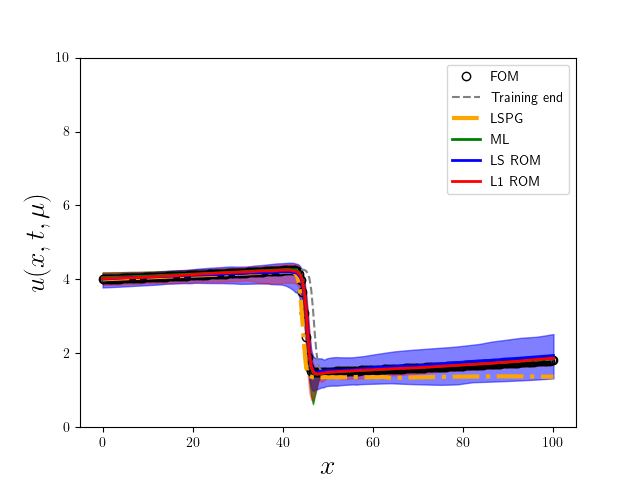 10
8
6
4
2
0
u(x, t, μ)
0 20 40 60 80 100
x
FOM
Training end
LSPG
ML
LS ROM
L1 ROM